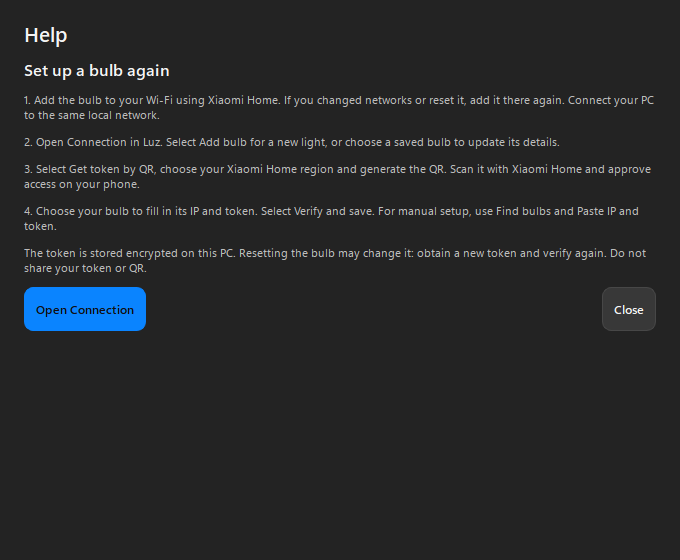 Help
Set up a bulb again
1. Add the bulb to your Wi-Fi using Xiaomi Home. If you changed networks or reset it, add it there again. Connect your PC
to the same local network.
2. Open Connection in Luz. Select Add bulb for a new light, or choose a saved bulb to update its details.
3. Select Get token by QR, choose your Xiaomi Home region and generate the QR. Scan it with Xiaomi Home and approve
access on your phone.
4. Choose your bulb to fill in its IP and token. Select Verify and save. For manual setup, use Find bulbs and Paste IP and
token.
The token is stored encrypted on this PC. Resetting the bulb may change it: obtain a new token and verify again. Do not
share your token or QR.
Open Connection
Close